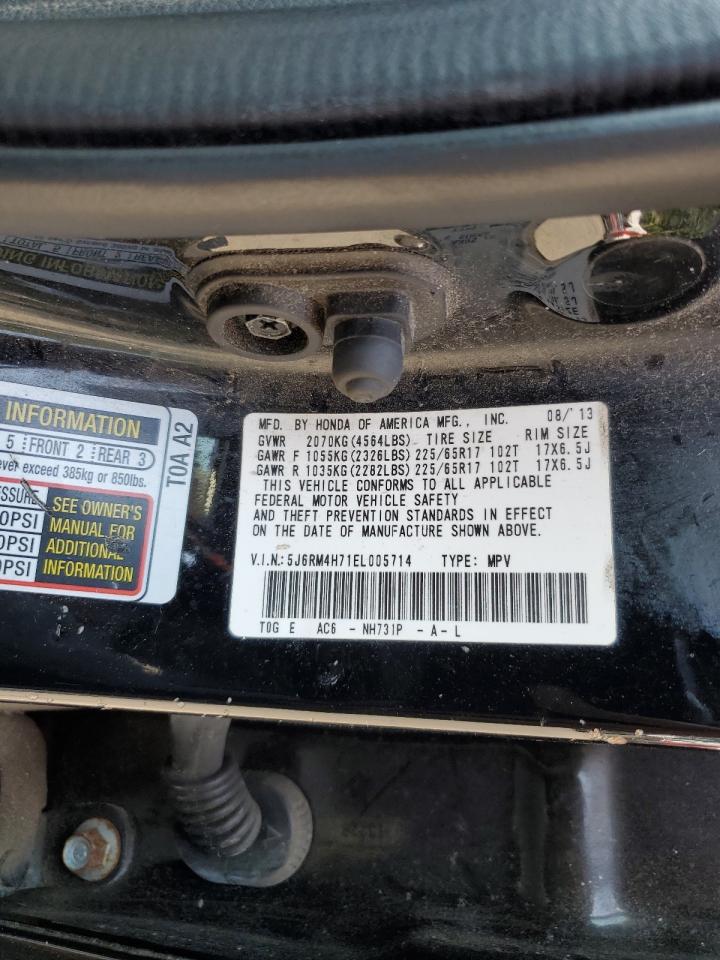 INFORMATION
5 FRONT 2 REAR 3
ever exceed 385kg or 850lbs.
SEE OWNER'S
MANUAL FOR
ADDITIONAL
INFORMATION
0PSI
0PSI
0PSI
T0A A2
MFD. BY HONDA OF AMERICA MFG., INC. 08/'13
GVWR 2070KG(4564LBS) TIRE SIZE RIM SIZE
GAWR F 1055KG(2326LBS) 225/65R17 102T 17X6.5J
GAWR R 1035KG(2282LBS) 225/65R17 102T 17X6.5J
THIS VEHICLE CONFORMS TO ALL APPLICABLE
FEDERAL MOTOR VEHICLE SAFETY
AND THEFT PREVENTION STANDARDS IN EFFECT
ON THE DATE OF MANUFACTURE SHOWN ABOVE.
V.I.N.:5J6RM4H71EL005714 TYPE: MPV
T0G E AC6 - NH731P - A - L